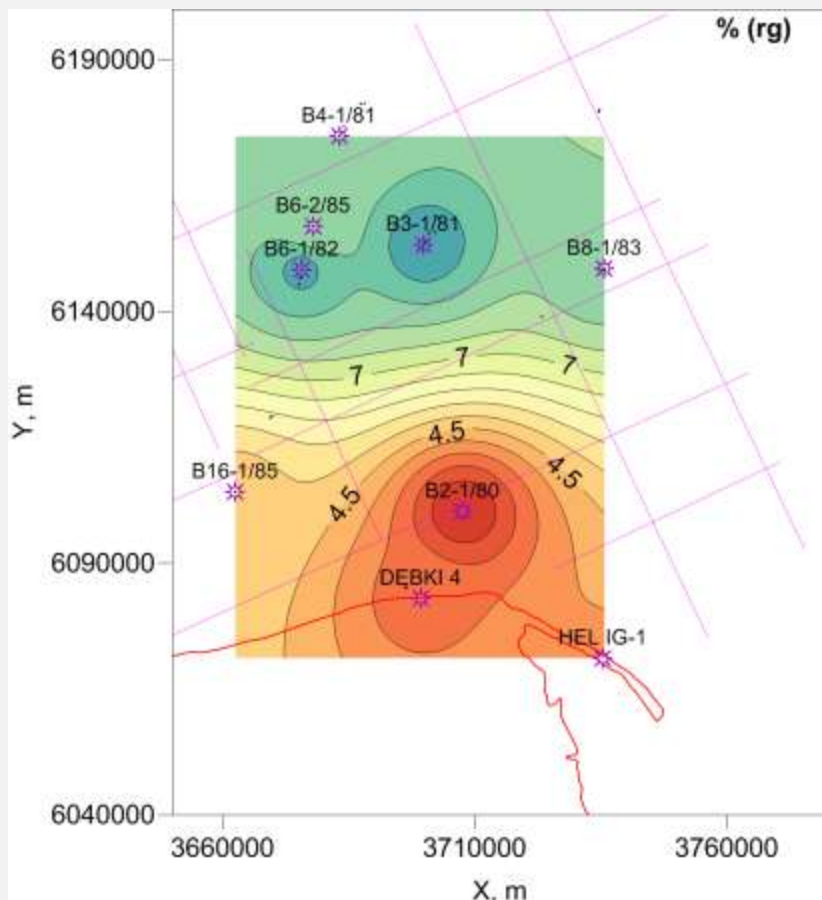 % (rg)
6190000
B4-1/81
B6-2/85
B3-1/81
B6-1/82
B8-1/83
6140000
7
7
7
Y, m
4.5
4.5
B16-1/85
4.5
B2-1/80
6090000
DĘBKI 4
HEL IG-1
6040000
3660000
3710000
3760000
X, m